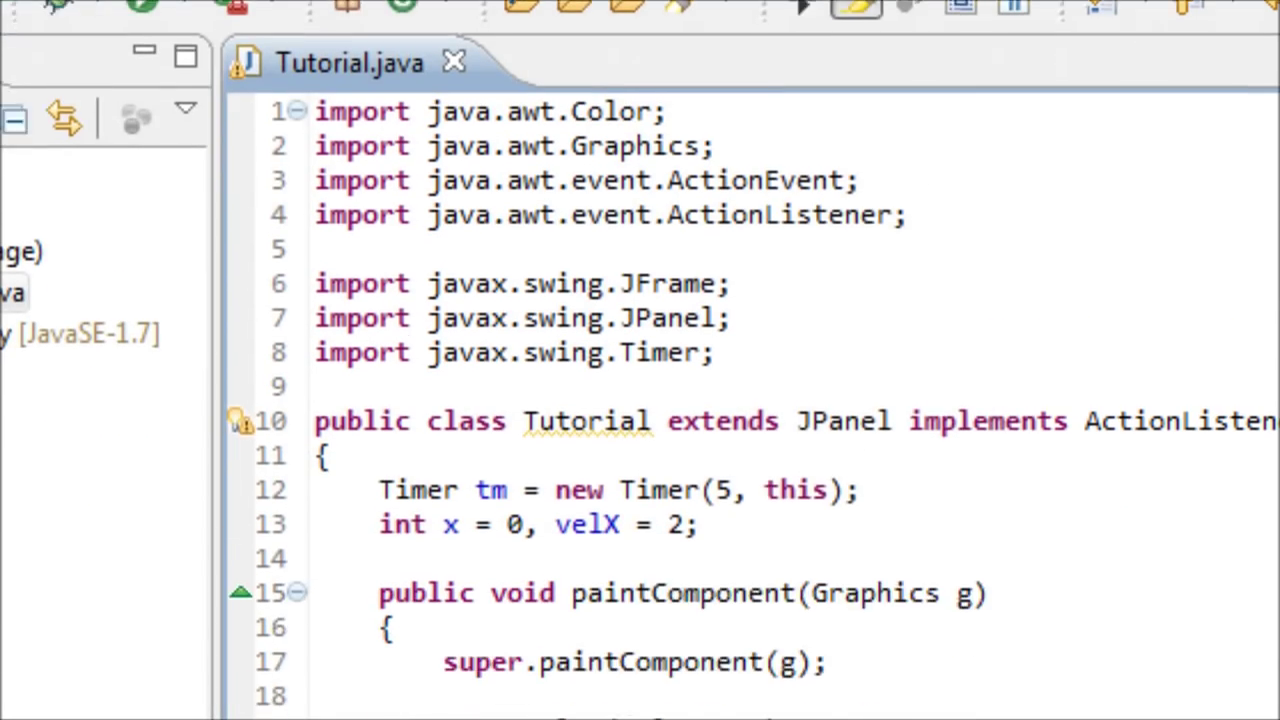 Tutorial.java
age)
va
y [JavaSE-1.7]
1 import java.awt.Color;
2 import java.awt.Graphics;
3 import java.awt.event.ActionEvent;
4 import java.awt.event.ActionListener;
5
6 import javax.swing.JFrame;
7 import javax.swing.JPanel;
8 import javax.swing.Timer;
9
10 public class Tutorial extends JPanel implements ActionListen
11 {
12 Timer tm = new Timer(5, this);
13 int x = 0, velX = 2;
14
15 public void paintComponent(Graphics g)
16 {
17 super.paintComponent(g);
18